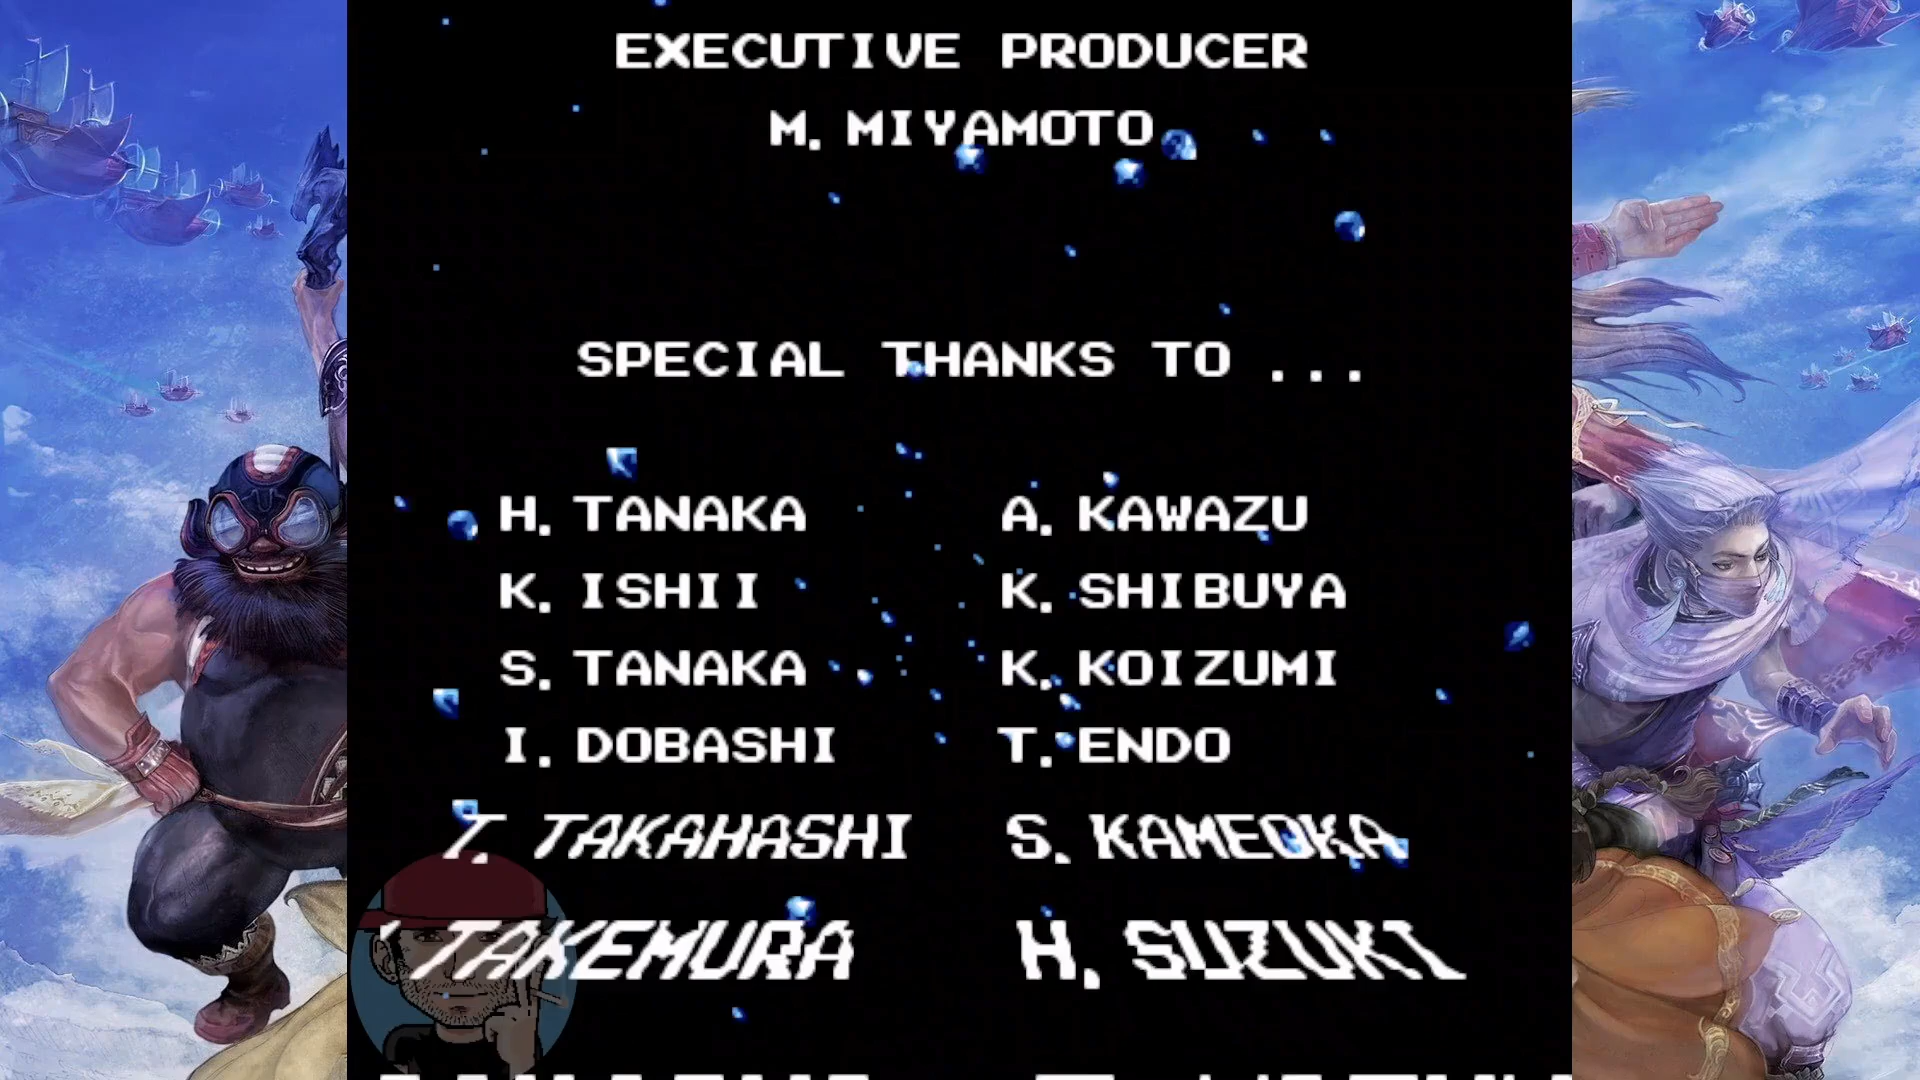 EXECUTIVE PRODUCER
M. MIYAMOTO
SPECIAL THANKS TO ...
H. TANAKA A. KAWAZU
K. ISHII K. SHIBUYA
S. TANAKA K. KOIZUMI
I. DOBASHI T. ENDO
T. TAKAHASHI S. KAMEOKA
TAKEMURA H. SUZUKI